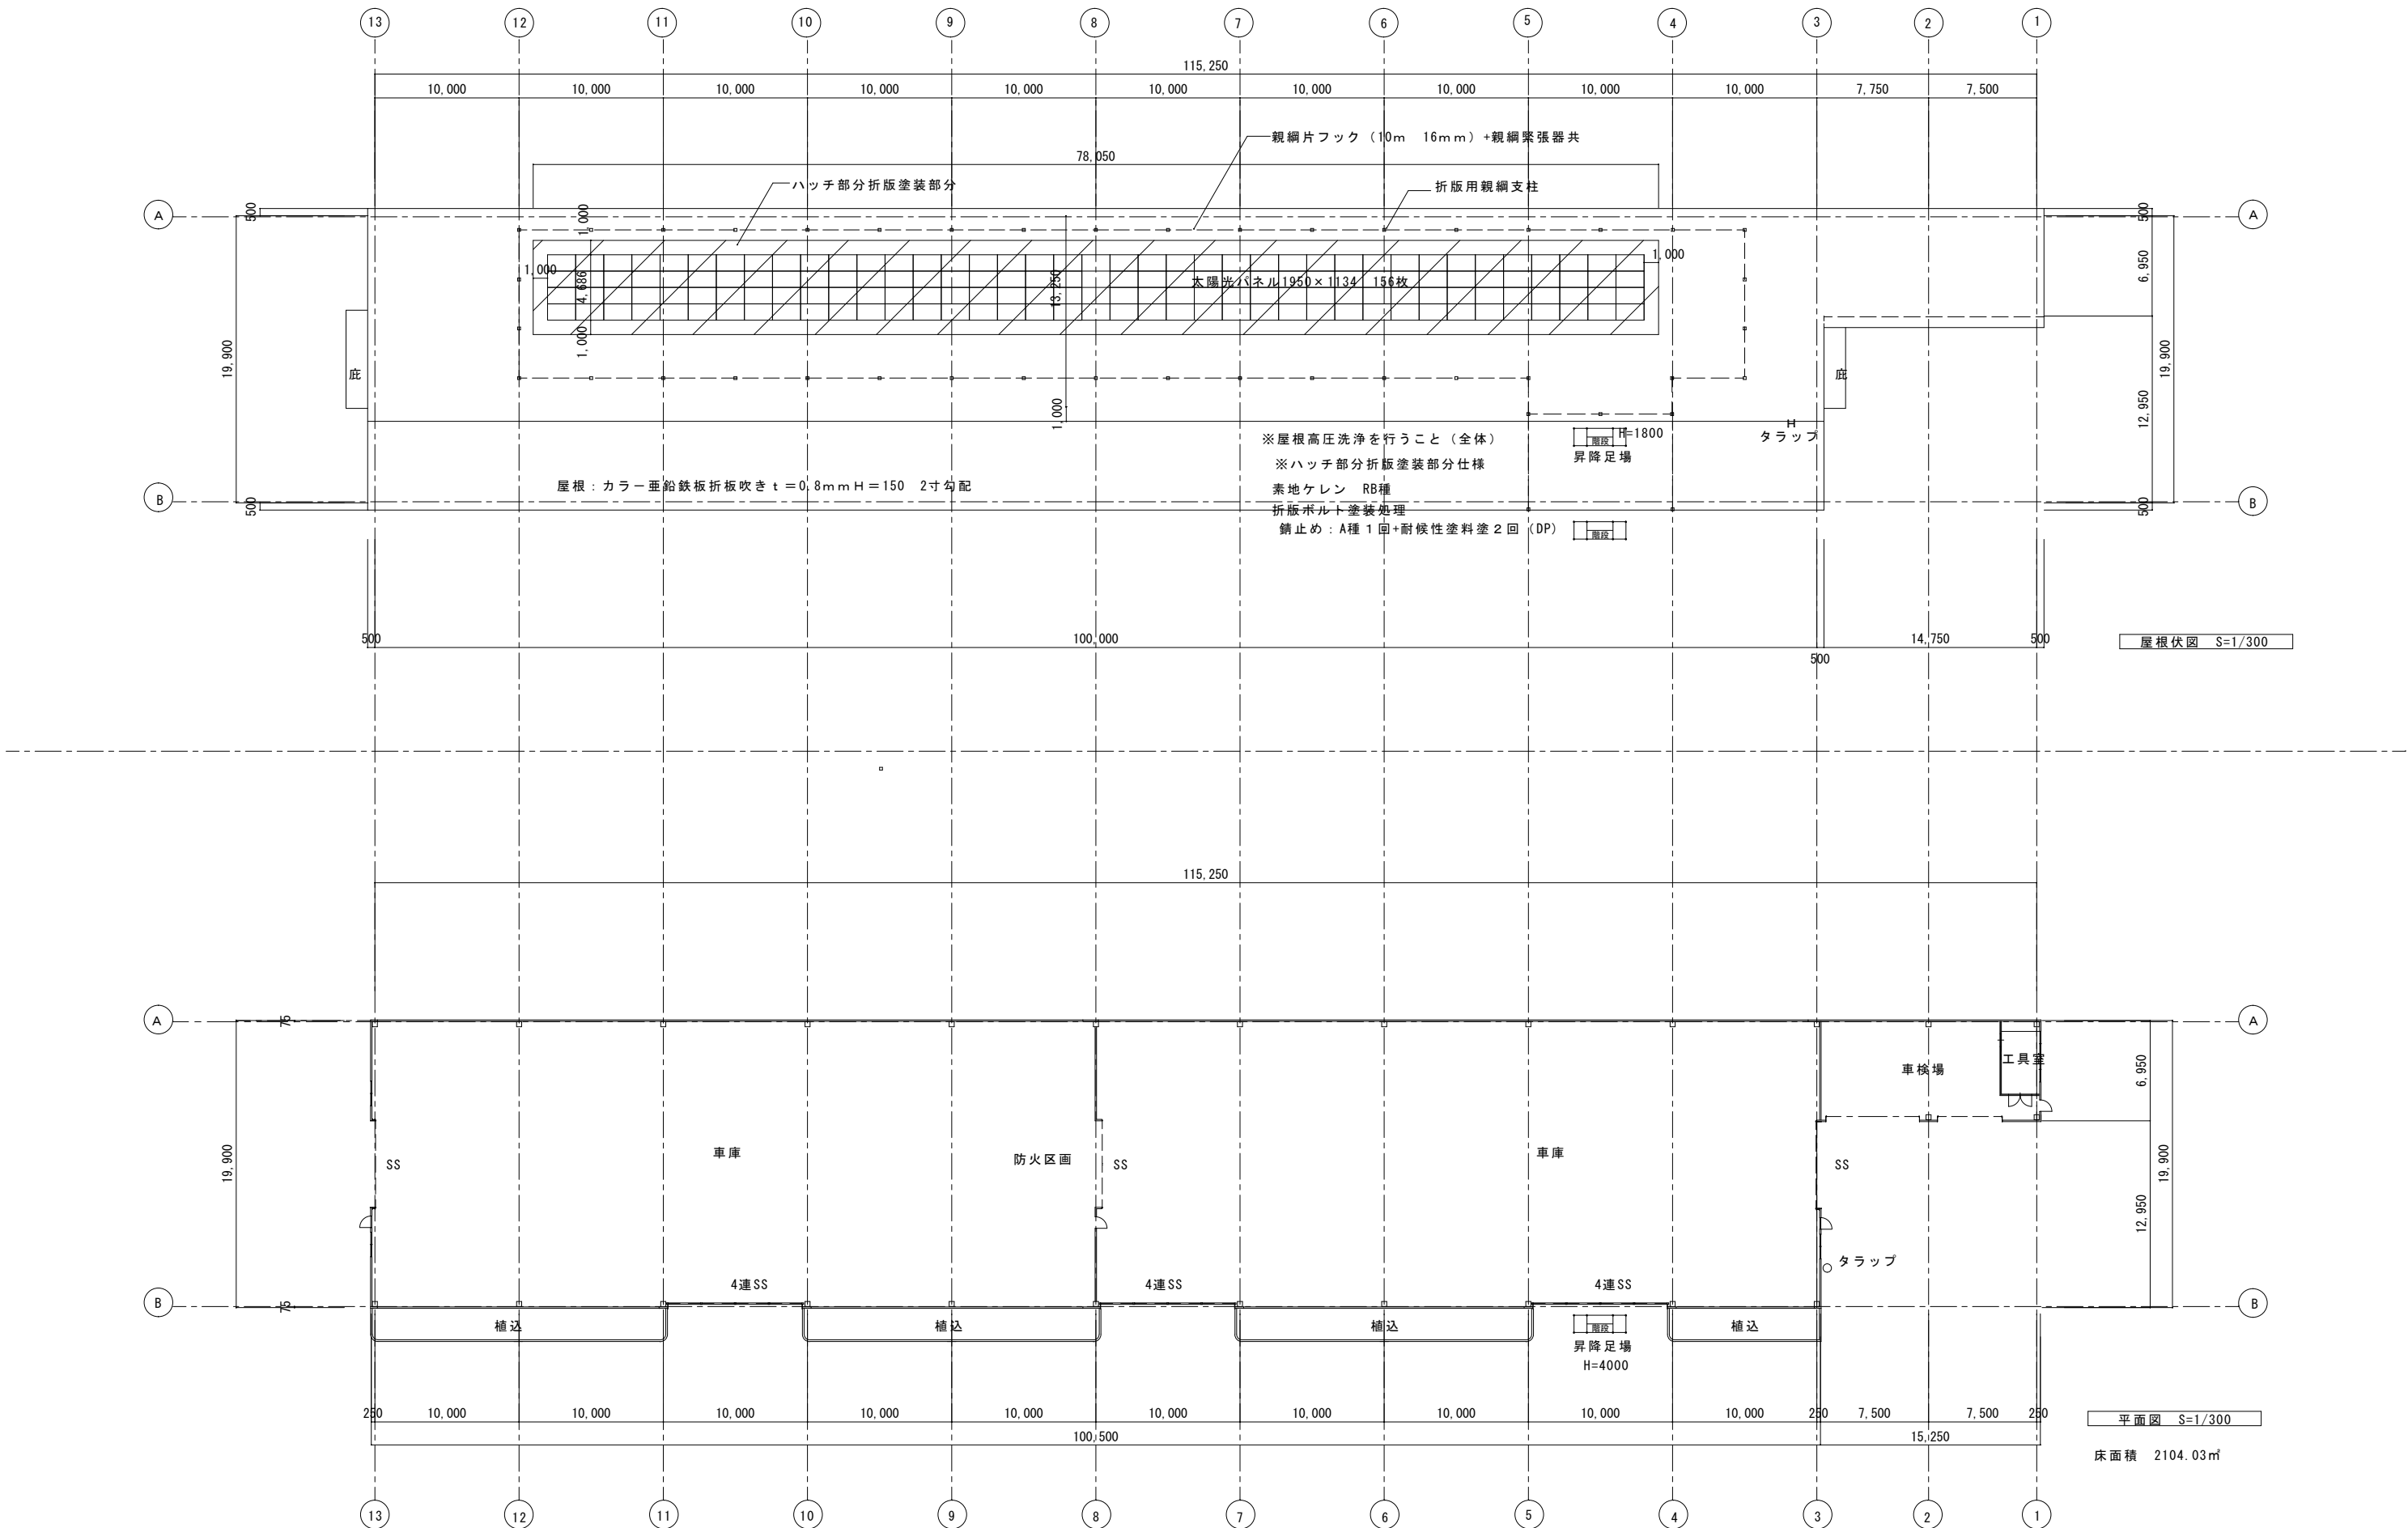 13 12 11 10 9 8 7 6 5 4 3 2 1
115,250
10,000 10,000 10,000 10,000 10,000 10,000 10,000 10,000 10,000 10,000 7,750 7,500
親綱片フック（10m 16mm）+親綱緊張器共
78,050
ハッチ部分折版塗装部分
折版用親綱支柱
A 500 500 A
1,000
1,000 1,000
4,686 13,250 6,950
太陽光パネル1950×1134 156枚
1,000
19,900 庇 庇 19,900
1,000 12,950
H=1800 H
階段 タラップ
昇降足場
※屋根高圧洗浄を行うこと（全体）
※ハッチ部分折版塗装部分仕様
屋根：カラー亜鉛鉄板折板吹きｔ＝0.8mmＨ＝150 2寸勾配
素地ケレン RB種
B 500 500 B
折版ボルト塗装処理
錆止め：A種１回+耐候性塗料塗２回（DP）
階段
500 100,000 14,750 500
500
屋根伏図 S=1/300
115,250
A 75 A
工具室
車検場 6,950
車庫 防火区画 車庫
SS SS SS
19,900 19,900
12,950
タラップ
4連SS 4連SS 4連SS
B 75 B
植込 植込 植込 植込
階段
昇降足場
H=4000
250 10,000 10,000 10,000 10,000 10,000 10,000 10,000 10,000 10,000 10,000 250 7,500 7,500 250
平面図 S=1/300
100,500 15,250
床面積 2104.03㎡
13 12 11 10 9 8 7 6 5 4 3 2 1